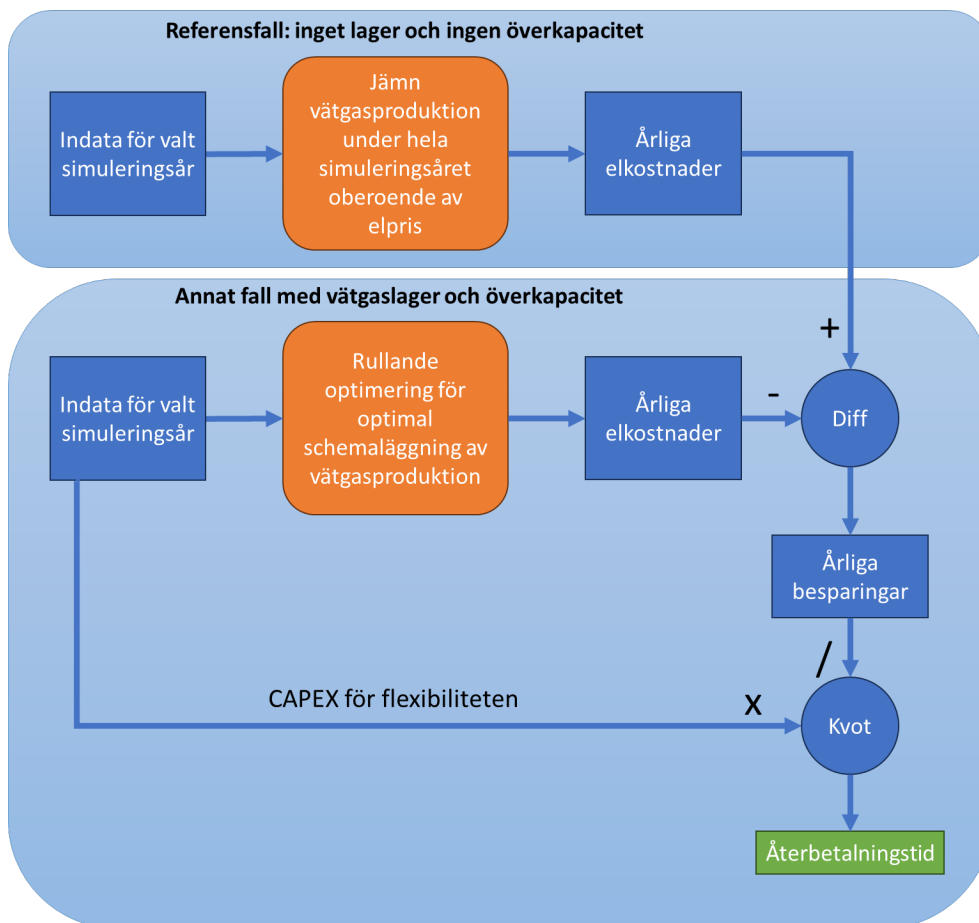 Referensfall: inget lager och ingen överkapacitet
Indata för valt
simuleringsår
Jämn
vätgasproduktion
under hela
simuleringsåret
oberoende av
elpris
Årliga
elkostnader
Annat fall med vätgaslager och överkapacitet
+
Indata för valt
simuleringsår
Rullande
optimering för
optimal
schemaläggning av
vätgasproduktion
Årliga
elkostnader
-
Diff
Årliga
besparingar
/
CAPEX för flexibiliteten
x
Kvot
Återbetalningstid